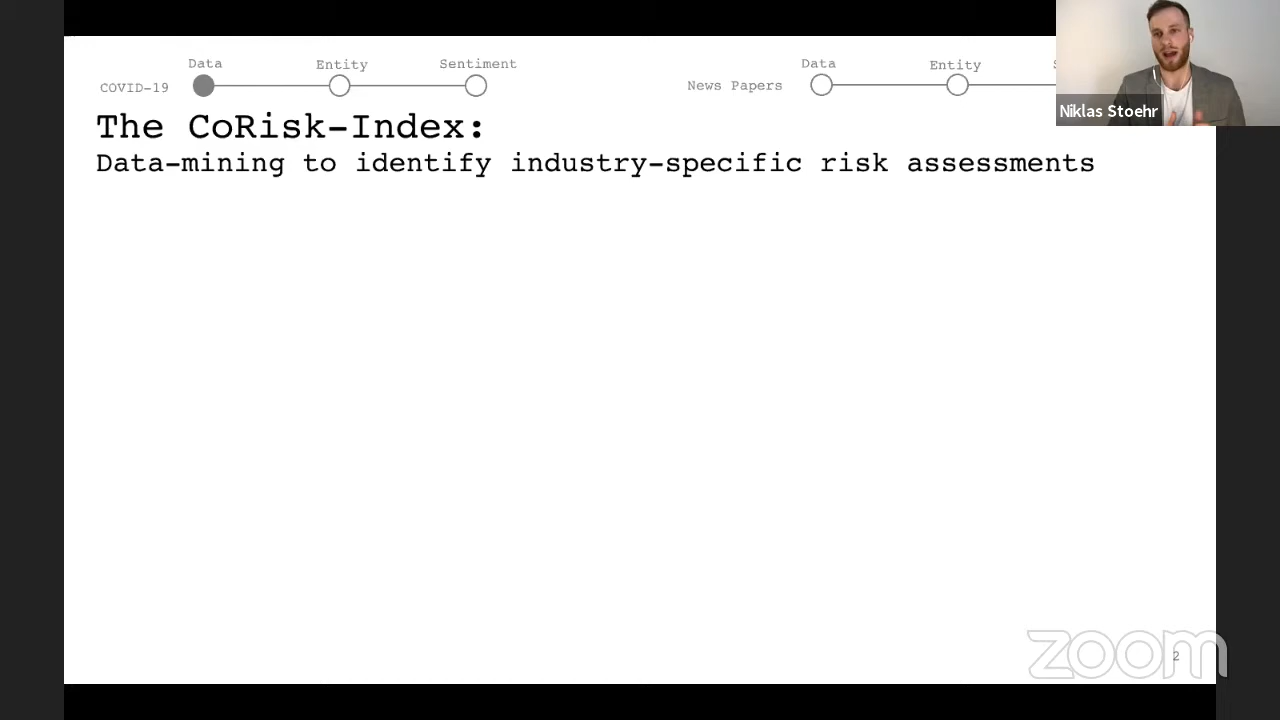 Data Entity Sentiment
COVID-19
Data Entity
News Papers
Niklas Stoehr
The CoRisk-Index:
Data-mining to identify industry-specific risk assessments
zoom
2